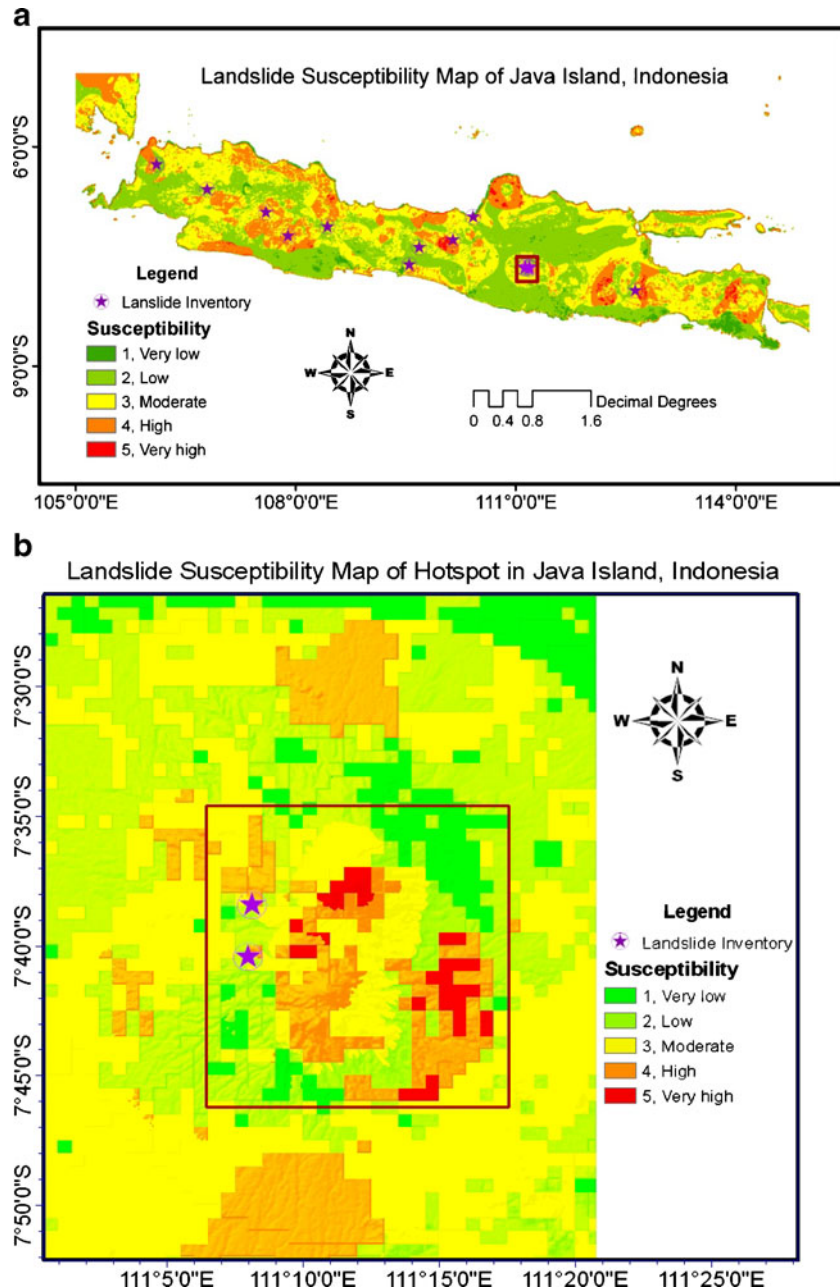 a
Landslide Susceptibility Map of Java Island, Indonesia
6°0'0"S
9°0'0"S
Legend
Lanslide Inventory
Susceptibility
1, Very low
2, Low
3, Moderate
4, High
5, Very high
N
W E
S
Decimal Degrees
0 0.4 0.8 1.6
105°0'0"E 108°0'0"E 111°0'0"E 114°0'0"E
b
Landslide Susceptibility Map of Hotspot in Java Island, Indonesia
7°30'0"S
7°35'0"S
7°40'0"S
7°45'0"S
7°50'0"S
N
W E
S
Legend
Landslide Inventory
Susceptibility
1, Very low
2, Low
3, Moderate
4, High
5, Very high
111°5'0"E 111°10'0"E 111°15'0"E 111°20'0"E 111°25'0"E